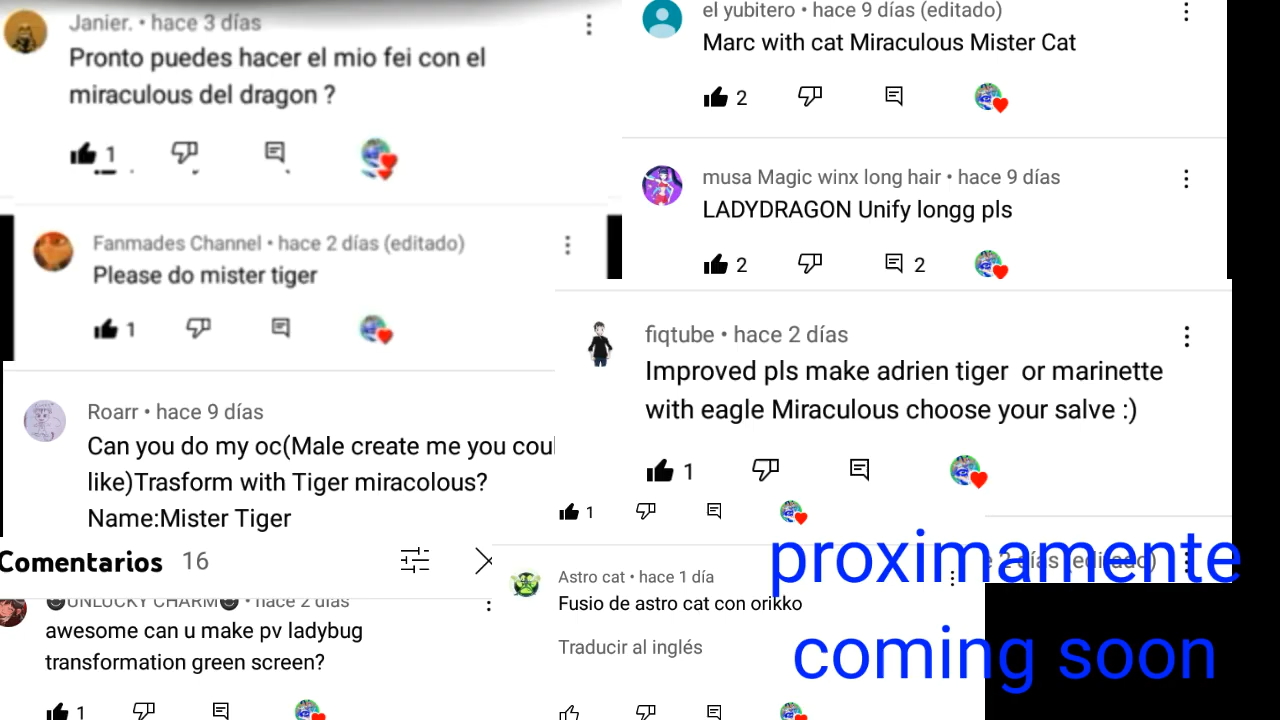 Janier. • hace 3 días
Pronto puedes hacer el mio fei con el
miraculous del dragon ?
1
Fanmades Channel • hace 2 días (editado)
Please do mister tiger
1
Roarr • hace 9 días
Can you do my oc(Male create me you coul
like)Trasform with Tiger miracolous?
Name:Mister Tiger
Comentarios 16
UNLUCKY CHARM • hace 2 días
awesome can u make pv ladybug
transformation green screen?
1
el yubitero • hace 9 días (editado)
Marc with cat Miraculous Mister Cat
2
musa Magic winx long hair • hace 9 días
LADYDRAGON Unify longg pls
2 2
fiqtube • hace 2 días
Improved pls make adrien tiger or marinette
with eagle Miraculous choose your salve :)
1
1
e 2 días (editado)
Astro cat • hace 1 día
Fusio de astro cat con orikko
Traducir al inglés
proximamente
coming soon